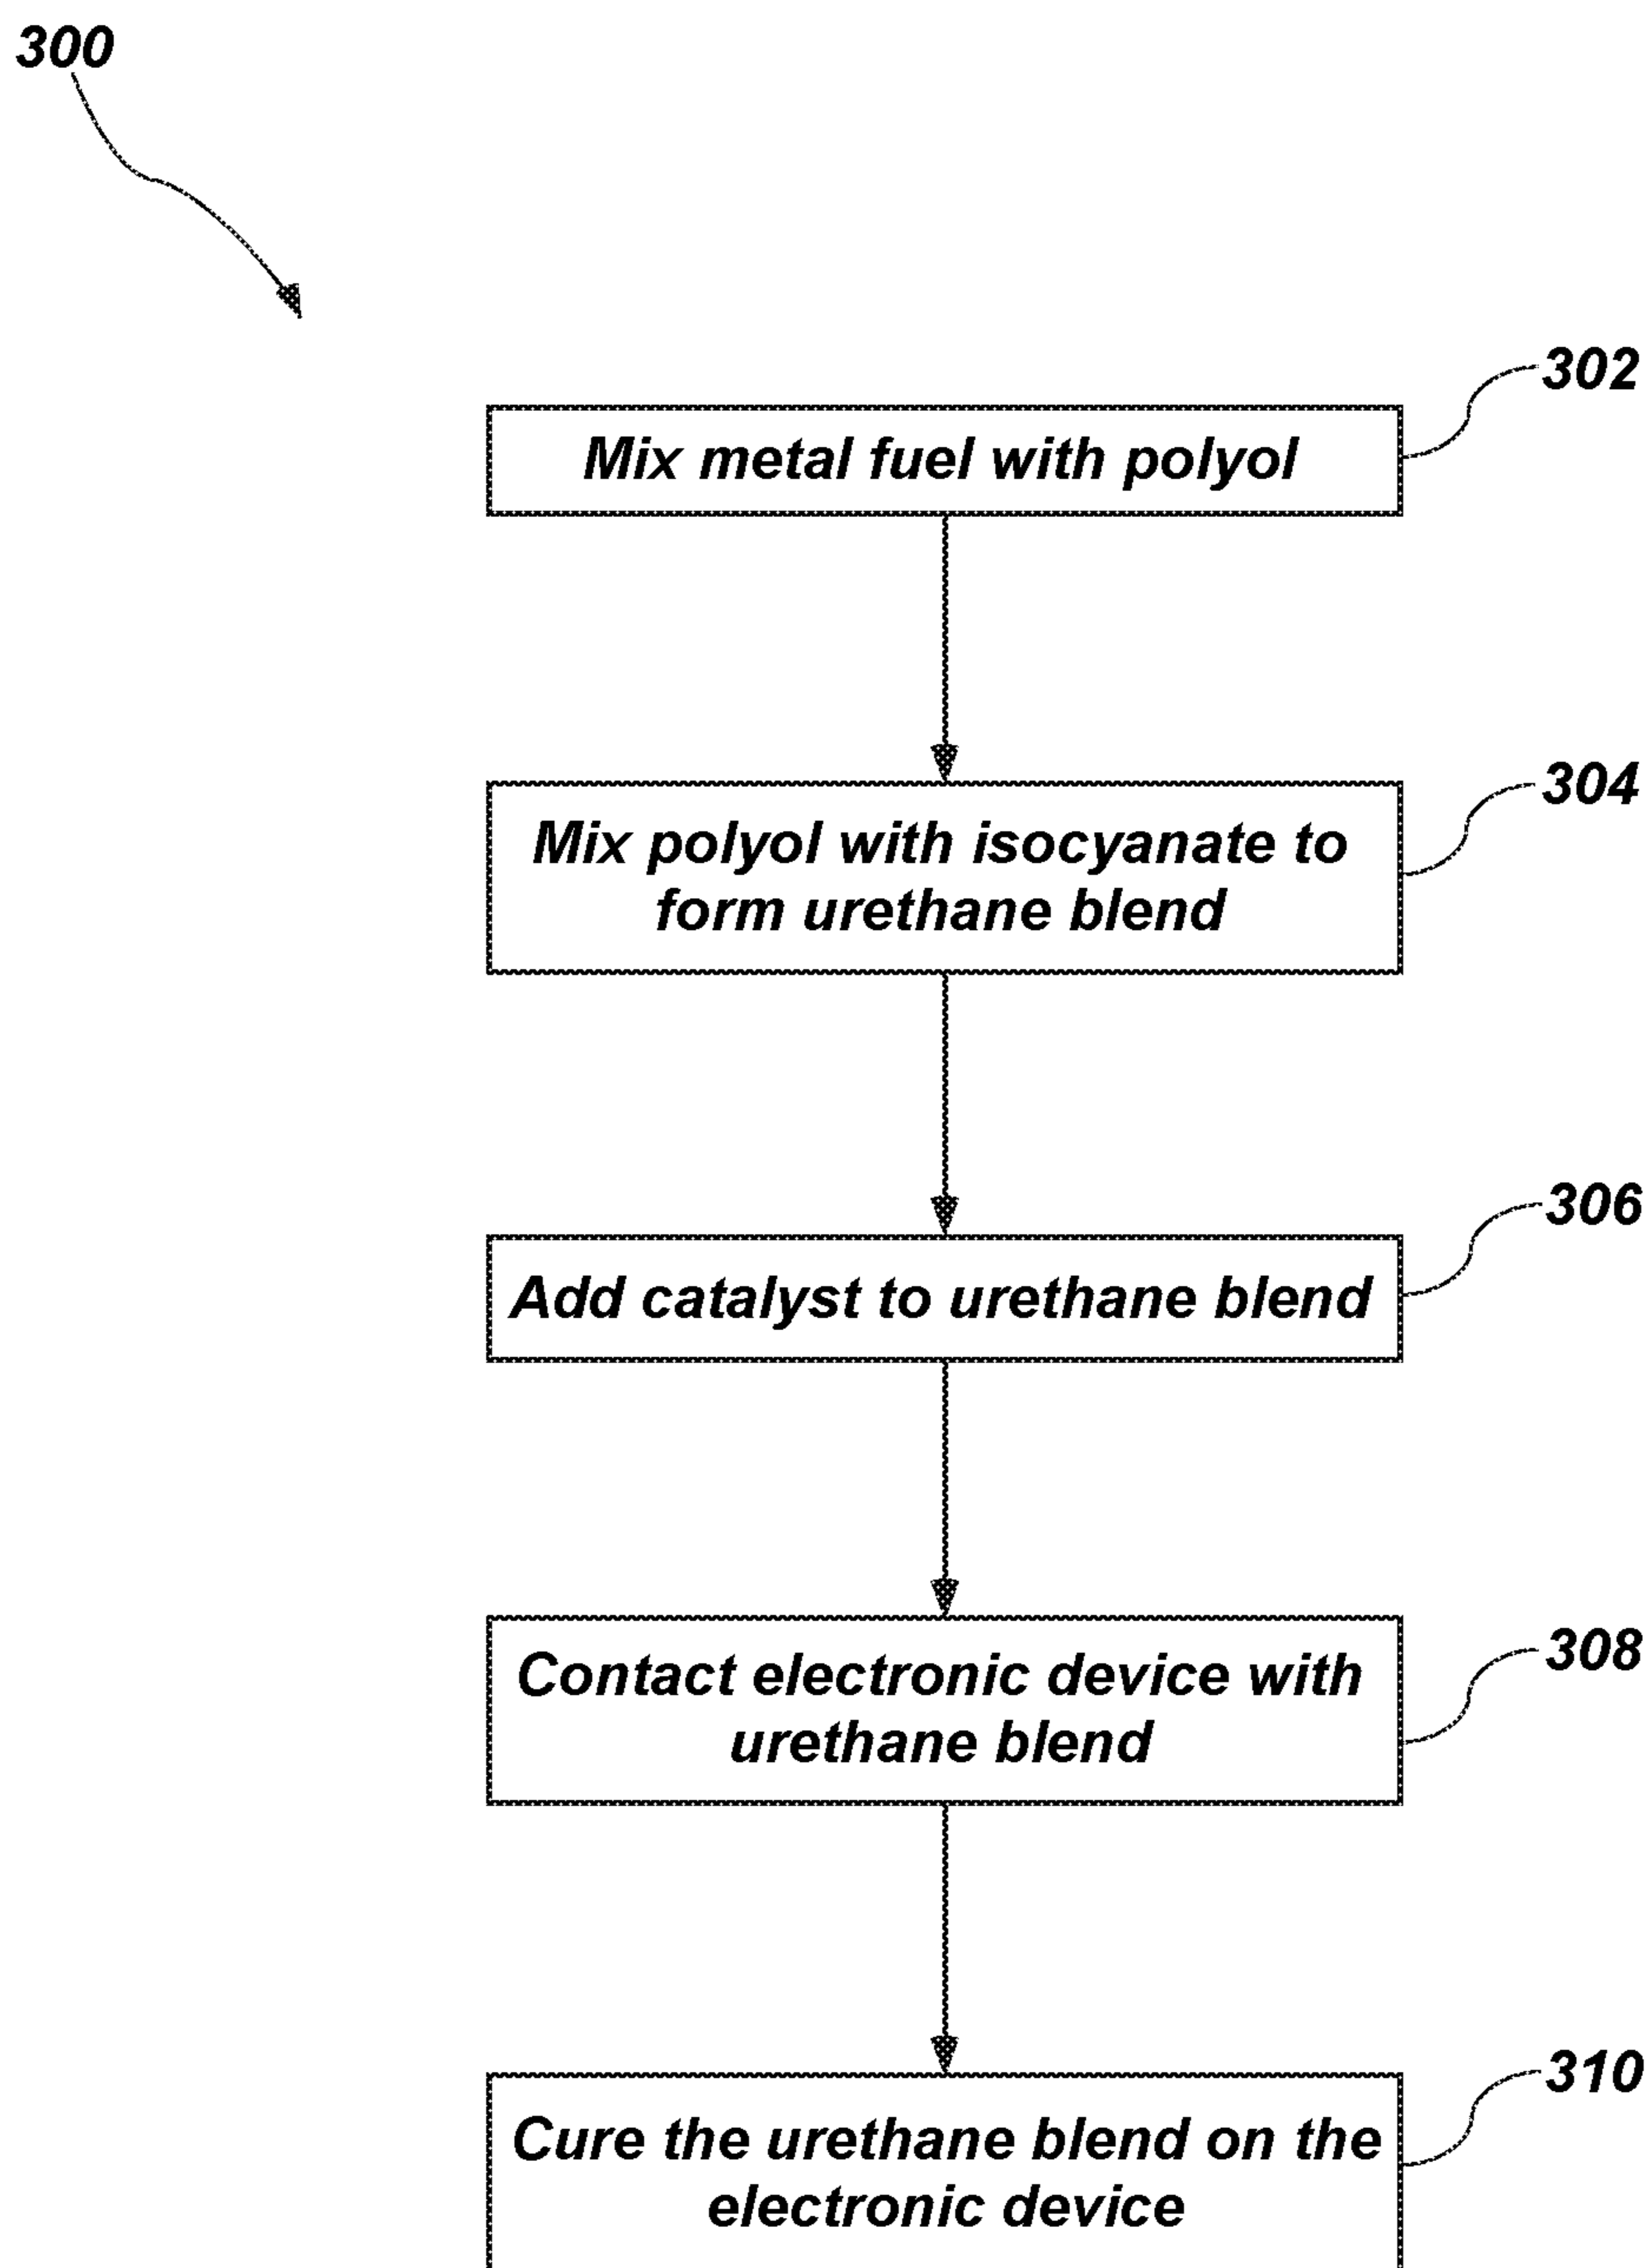 300
302
Mix metal fuel with polyol
304
Mix polyol with isocyanate to
form urethane blend
306
Add catalyst to urethane blend
308
Contact electronic device with
urethane blend
310
Cure the urethane blend on the
electronic device